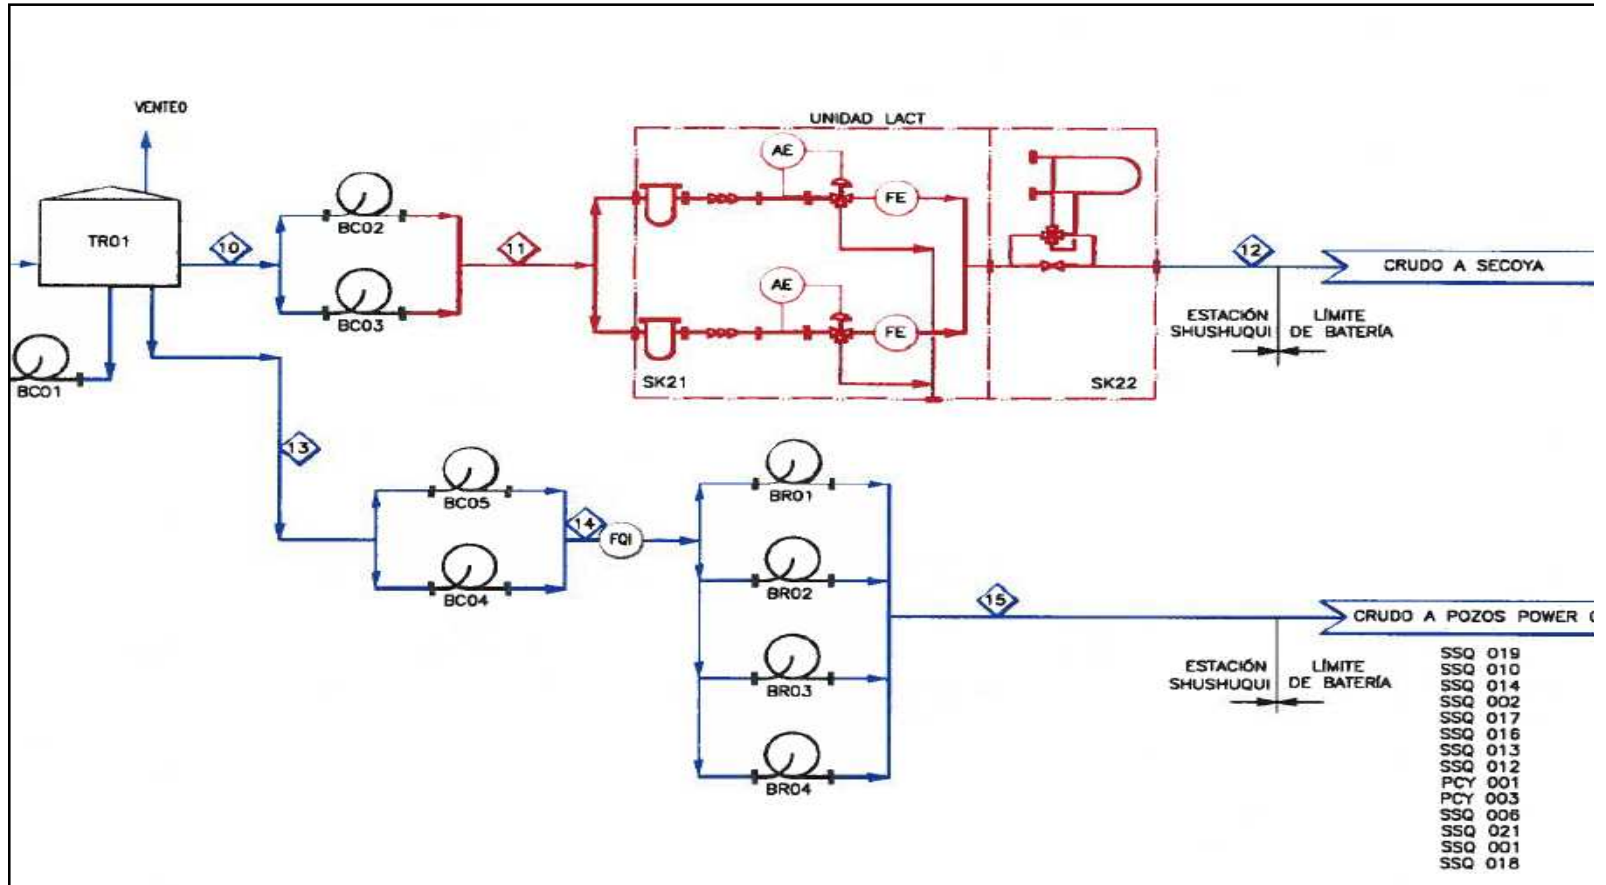 VENTEO
TR01
10
BC02
BC03
BC01
11
UNIDAD LACT
AE
FE
AE
FE
SK21
SK22
12
CRUDO A SECOYA
ESTACIÓN
SHUSHUQUI
LÍMITE
DE BATERÍA
13
BC05
BC04
14
FQI
BR01
BR02
BR03
BR04
15
CRUDO A POZOS POWER
ESTACIÓN
SHUSHUQUI
LÍMITE
DE BATERÍA
SSQ 019
SSQ 010
SSQ 014
SSQ 002
SSQ 017
SSQ 016
SSQ 013
SSQ 012
PCY 001
PCY 003
SSQ 006
SSQ 021
SSQ 001
SSQ 018